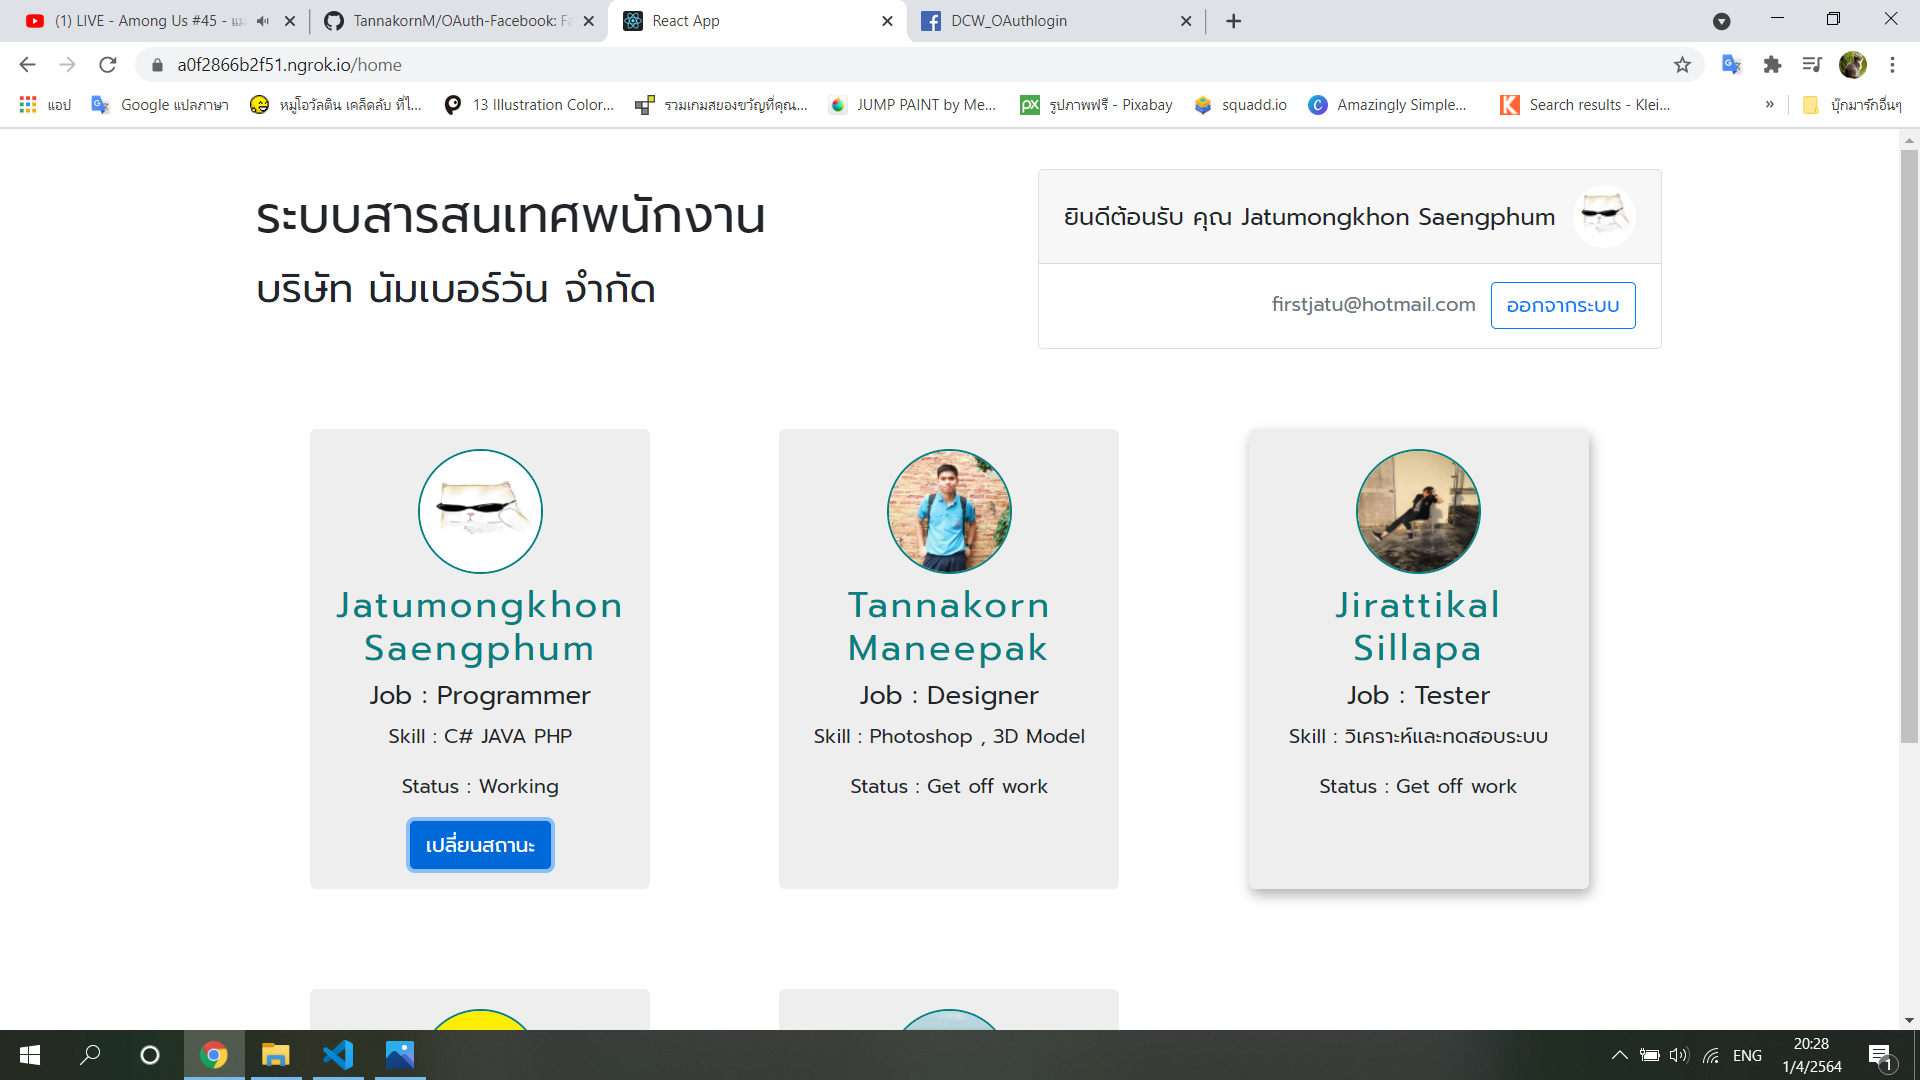 (1) LIVE - Among Us #45 - แม
TannakornM/OAuth-Facebook: Fa
React App
DCW_OAuthlogin
a0f2866b2f51.ngrok.io/home
แอป
Google แปลภาษา
หมูโอวัลติน เคล็ดลับ ที่ไ...
13 Illustration Color...
รวมเกมสยองขวัญที่คุณ...
JUMP PAINT by Me...
รูปภาพฟรี - Pixabay
squadd.io
Amazingly Simple...
Search results - Klei...
»
บุ๊กมาร์กอื่นๆ
ระบบสารสนเทศพนักงาน
บริษัท นัมเบอร์วัน จำกัด
ยินดีต้อนรับ คุณ Jatumongkhon Saengphum
firstjatu@hotmail.com
ออกจากระบบ
Jatumongkhon
Saengphum
Job : Programmer
Skill : C# JAVA PHP
Status : Working
เปลี่ยนสถานะ
Tannakorn
Maneepak
Job : Designer
Skill : Photoshop , 3D Model
Status : Get off work
Jirattikal
Sillapa
Job : Tester
Skill : วิเคราะห์และทดสอบระบบ
Status : Get off work
ENG
20:28
1/4/2564
1